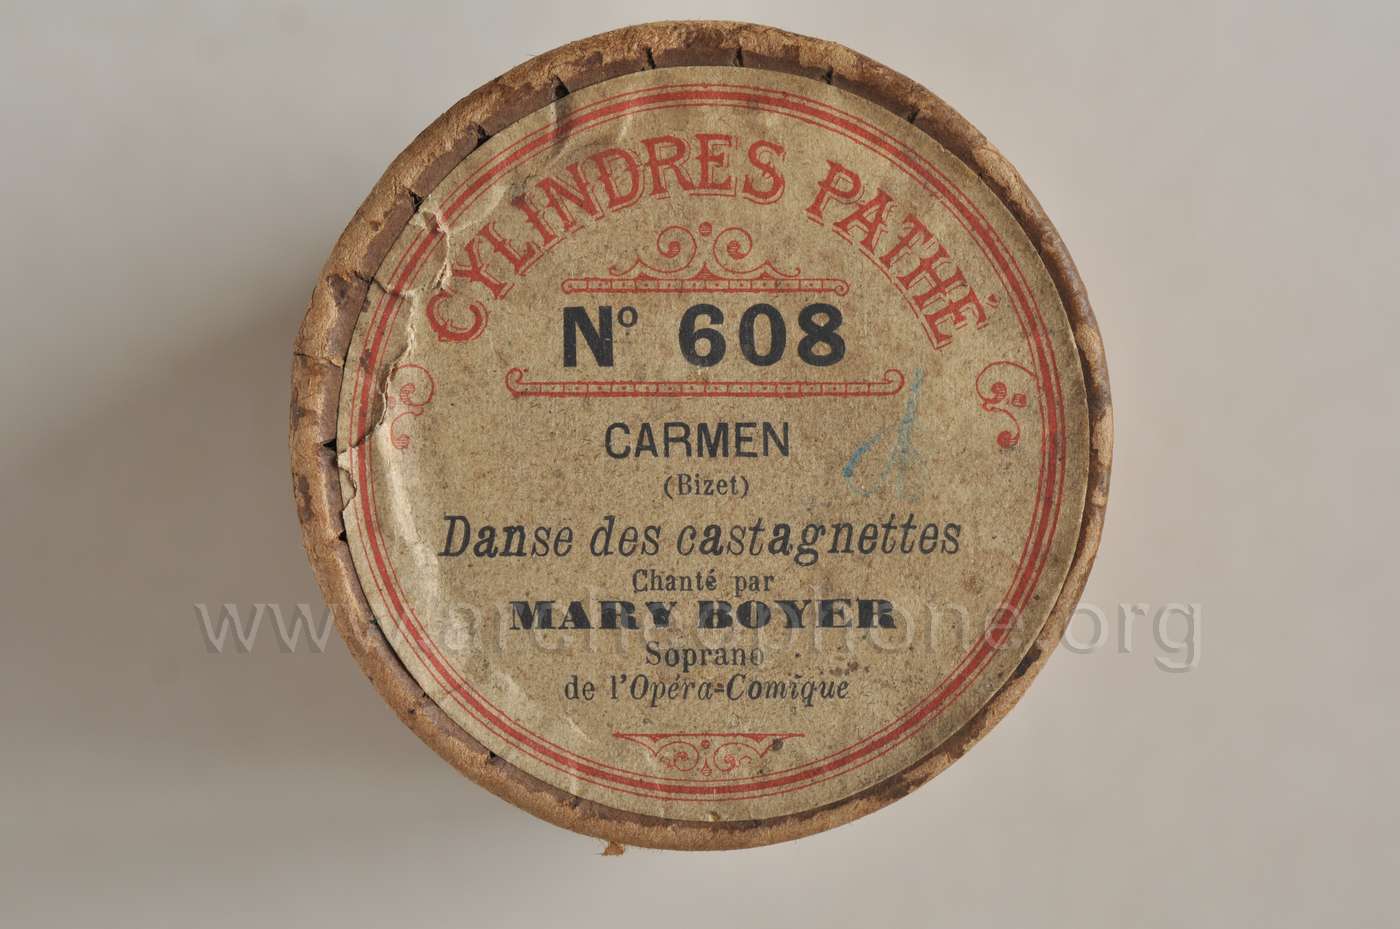 CYLINDRES PATHÉ
Nº 608
CARMEN
(Bizet)
Danse des castagnettes
Chanté par
MARY BOYER
www.archeophone.org
Soprano
de l'Opéra-Comique